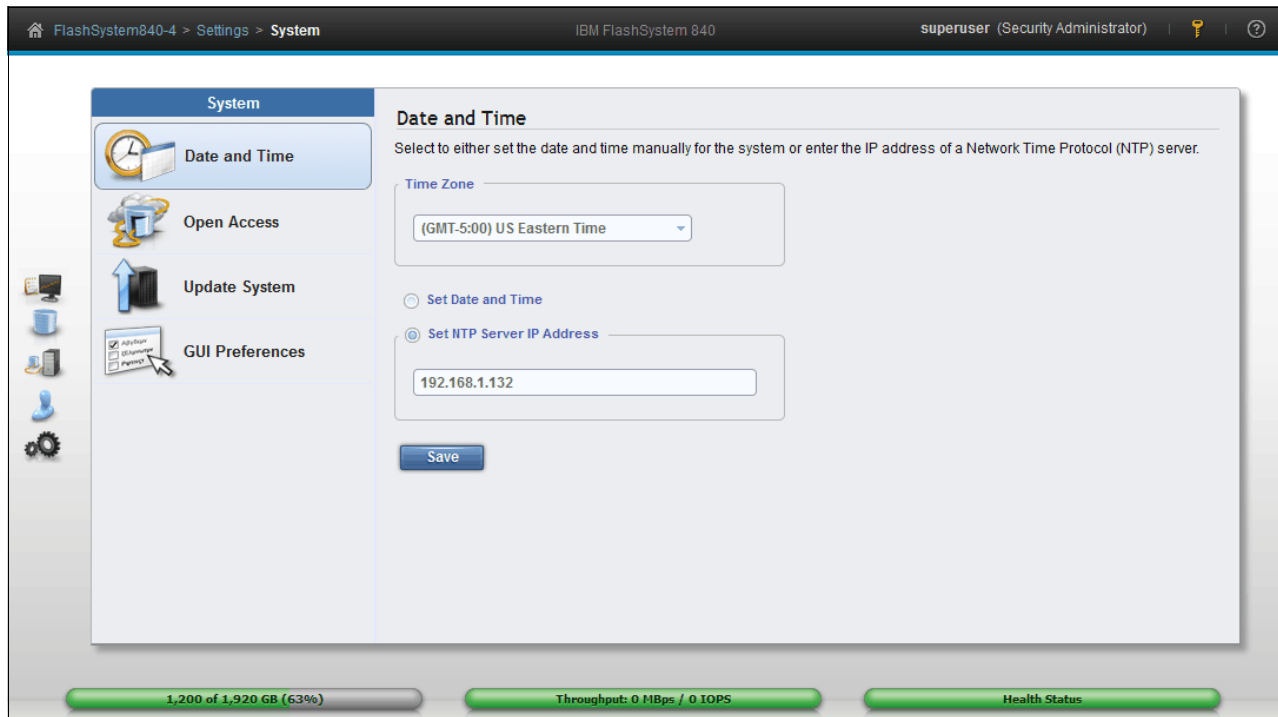 FlashSystem840-4 > Settings > System
IBM FlashSystem 840
superuser (Security Administrator)
System
Date and Time
Open Access
Update System
GUI Preferences
Date and Time
Select to either set the date and time manually for the system or enter the IP address of a Network Time Protocol (NTP) server.
Time Zone
(GMT-5:00) US Eastern Time
Set Date and Time
Set NTP Server IP Address
192.168.1.132
Save
1,200 of 1,920 GB (63%)
Throughput: 0 MBps / 0 IOPS
Health Status